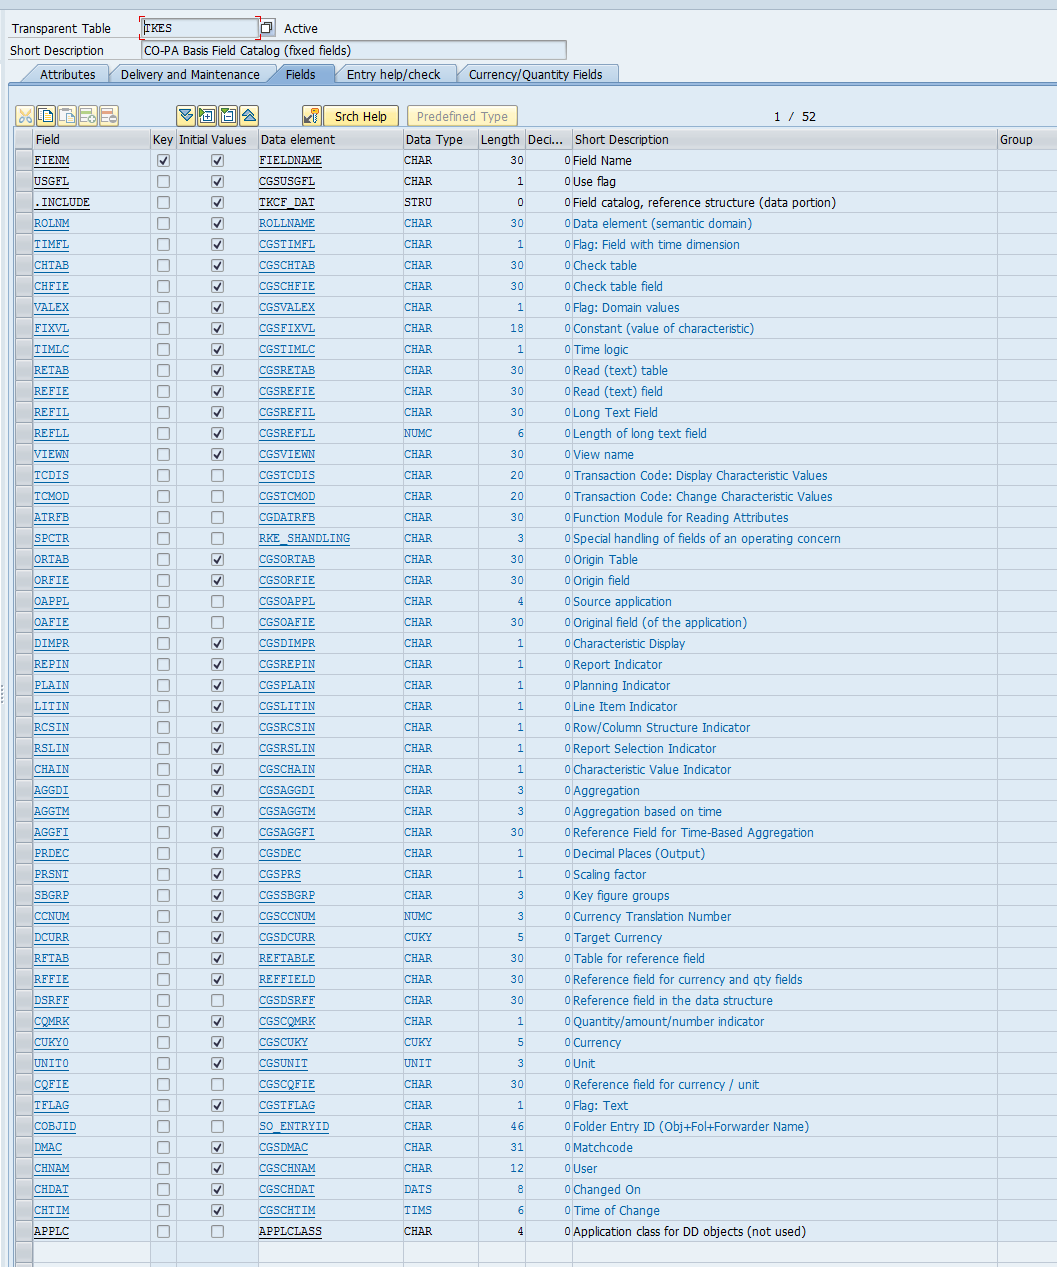 Transparent Table TKES Active
Short Description CO-PA Basis Field Catalog (fixed fields)
Attributes Delivery and Maintenance Fields Entry help/check Currency/Quantity Fields
Srch Help Predefined Type 1 / 52
Field Key Initial Values Data element Data Type Length Deci... Short Description Group
FIENM FIELDNAME CHAR 30 0 Field Name
USGFL CGSUSGFL CHAR 1 0 Use flag
.INCLUDE TKCF_DAT STRU 0 0 Field catalog, reference structure (data portion)
ROLNM ROLLNAME CHAR 30 0 Data element (semantic domain)
TIMFL CGSTIMFL CHAR 1 0 Flag: Field with time dimension
CHTAB CGSCHTAB CHAR 30 0 Check table
CHFIE CGSCHFIE CHAR 30 0 Check table field
VALEX CGSVALEX CHAR 1 0 Flag: Domain values
FIXVL CGSFIXVL CHAR 18 0 Constant (value of characteristic)
TIMLC CGSTIMLC CHAR 1 0 Time logic
RETAB CGSRETAB CHAR 30 0 Read (text) table
REFIE CGSREFIE CHAR 30 0 Read (text) field
REFIL CGSREFIL CHAR 30 0 Long Text Field
REFLL CGSREFLL NUMC 6 0 Length of long text field
VIEWN CGSVIEWN CHAR 30 0 View name
TCDIS CGSTCDIS CHAR 20 0 Transaction Code: Display Characteristic Values
TCMOD CGSTCMOD CHAR 20 0 Transaction Code: Change Characteristic Values
ATRFB CGDATRFB CHAR 30 0 Function Module for Reading Attributes
SPCTR RKE_SHANDLING CHAR 3 0 Special handling of fields of an operating concern
ORTAB CGSORTAB CHAR 30 0 Origin Table
ORFIE CGSORFIE CHAR 30 0 Origin field
OAPPL CGSOAPPL CHAR 4 0 Source application
OAFIE CGSOAFIE CHAR 30 0 Original field (of the application)
DIMPR CGSDIMPR CHAR 1 0 Characteristic Display
REPIN CGSREPIN CHAR 1 0 Report Indicator
PLAIN CGSPLAIN CHAR 1 0 Planning Indicator
LITIN CGSLITIN CHAR 1 0 Line Item Indicator
RCSIN CGSRCSIN CHAR 1 0 Row/Column Structure Indicator
RSLIN CGSRSLIN CHAR 1 0 Report Selection Indicator
CHAIN CGSCHAIN CHAR 1 0 Characteristic Value Indicator
AGGDI CGSAGGDI CHAR 3 0 Aggregation
AGGTM CGSAGGTM CHAR 3 0 Aggregation based on time
AGGFI CGSAGGFI CHAR 30 0 Reference Field for Time-Based Aggregation
PRDEC CGSDEC CHAR 1 0 Decimal Places (Output)
PRSNT CGSPRS CHAR 1 0 Scaling factor
SBGRP CGSSBGRP CHAR 3 0 Key figure groups
CCNUM CGSCCNUM NUMC 3 0 Currency Translation Number
DCURR CGSDCURR CUKY 5 0 Target Currency
RFTAB REFTABLE CHAR 30 0 Table for reference field
RFFIE REFFIELD CHAR 30 0 Reference field for currency and qty fields
DSRFF CGSDSRFF CHAR 30 0 Reference field in the data structure
CQMRK CGSCQMRK CHAR 1 0 Quantity/amount/number indicator
CUKY0 CGSCUKY CUKY 5 0 Currency
UNIT0 CGSUNIT UNIT 3 0 Unit
CQFIE CGSCQFIE CHAR 30 0 Reference field for currency / unit
TFLAG CGSTFLAG CHAR 1 0 Flag: Text
COBJID SO_ENTRYID CHAR 46 0 Folder Entry ID (Obj+Fol+Forwarder Name)
DMAC CGSDMAC CHAR 31 0 Matchcode
CHNAM CGSCHNAM CHAR 12 0 User
CHDAT CGSCHDAT DATS 8 0 Changed On
CHTIM CGSCHTIM TIMS 6 0 Time of Change
APPLC APPLCLASS CHAR 4 0 Application class for DD objects (not used)